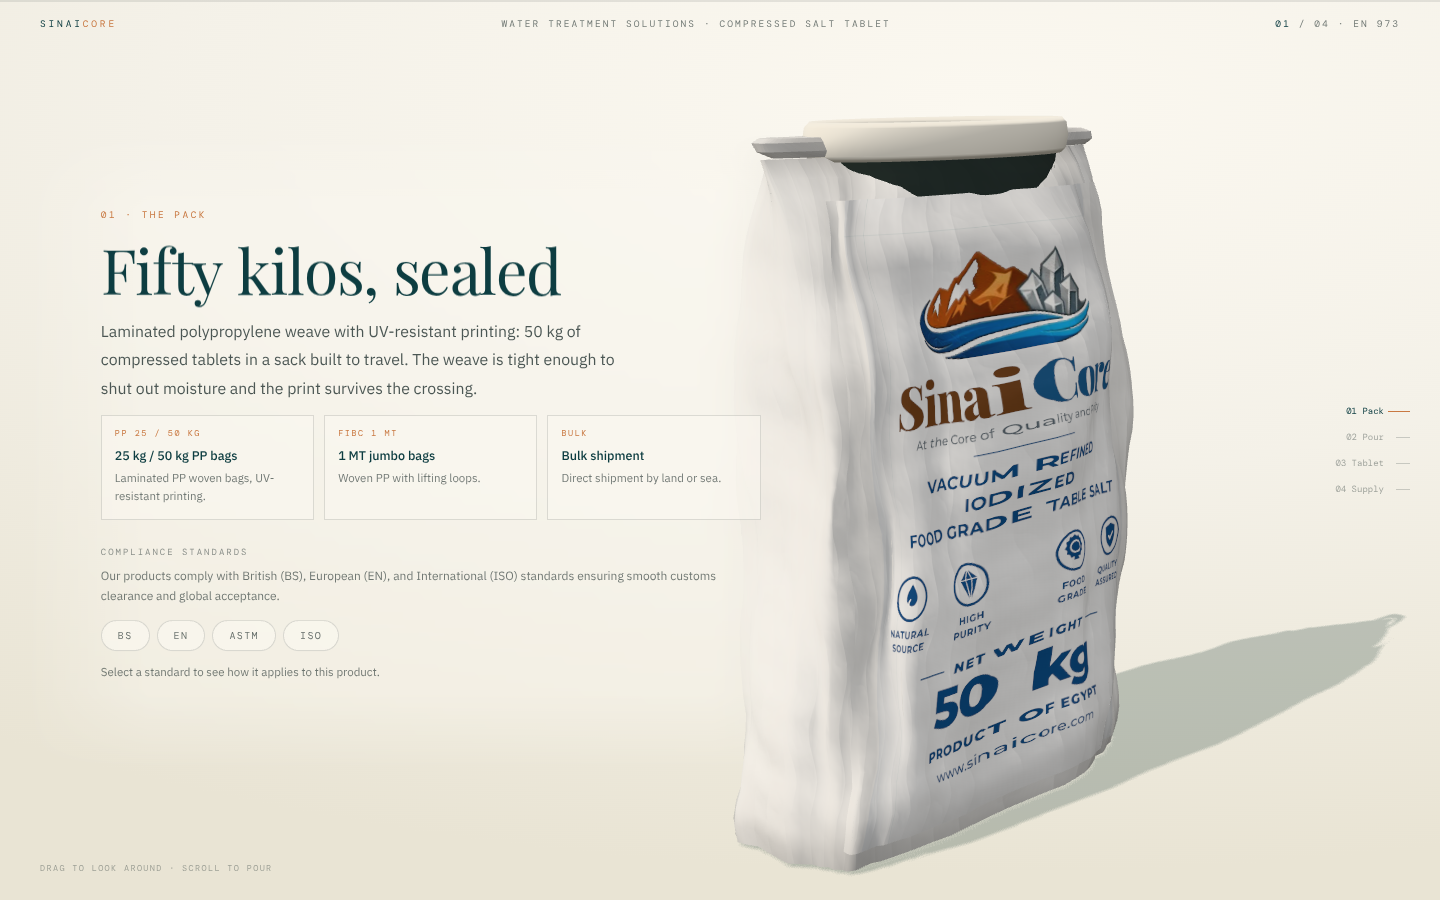 SINAICORE
WATER TREATMENT SOLUTIONS · COMPRESSED SALT TABLET
01 / 04 · EN 973
01 · THE PACK
Fifty kilos, sealed
Laminated polypropylene weave with UV-resistant printing: 50 kg of
compressed tablets in a sack built to travel. The weave is tight enough to
shut out moisture and the print survives the crossing.
PP 25 / 50 KG
25 kg / 50 kg PP bags
Laminated PP woven bags, UV-
resistant printing.
FIBC 1 MT
1 MT jumbo bags
Woven PP with lifting loops.
BULK
Bulk shipment
Direct shipment by land or sea.
COMPLIANCE STANDARDS
Our products comply with British (BS), European (EN), and International (ISO) standards ensuring smooth customs
clearance and global acceptance.
BS
EN
ASTM
ISO
Select a standard to see how it applies to this product.
Sinai Core
At the Core of Quality and
VACUUM REFINED
IODIZED
FOOD GRADE TABLE SALT
NATURAL
SOURCE
HIGH
PURITY
FOOD
GRADE
QUALITY
ASSURED
NET WEIGHT
50 kg
PRODUCT OF EGYPT
www.sinaicore.com
01 Pack
02 Pour
03 Tablet
04 Supply
DRAG TO LOOK AROUND · SCROLL TO POUR